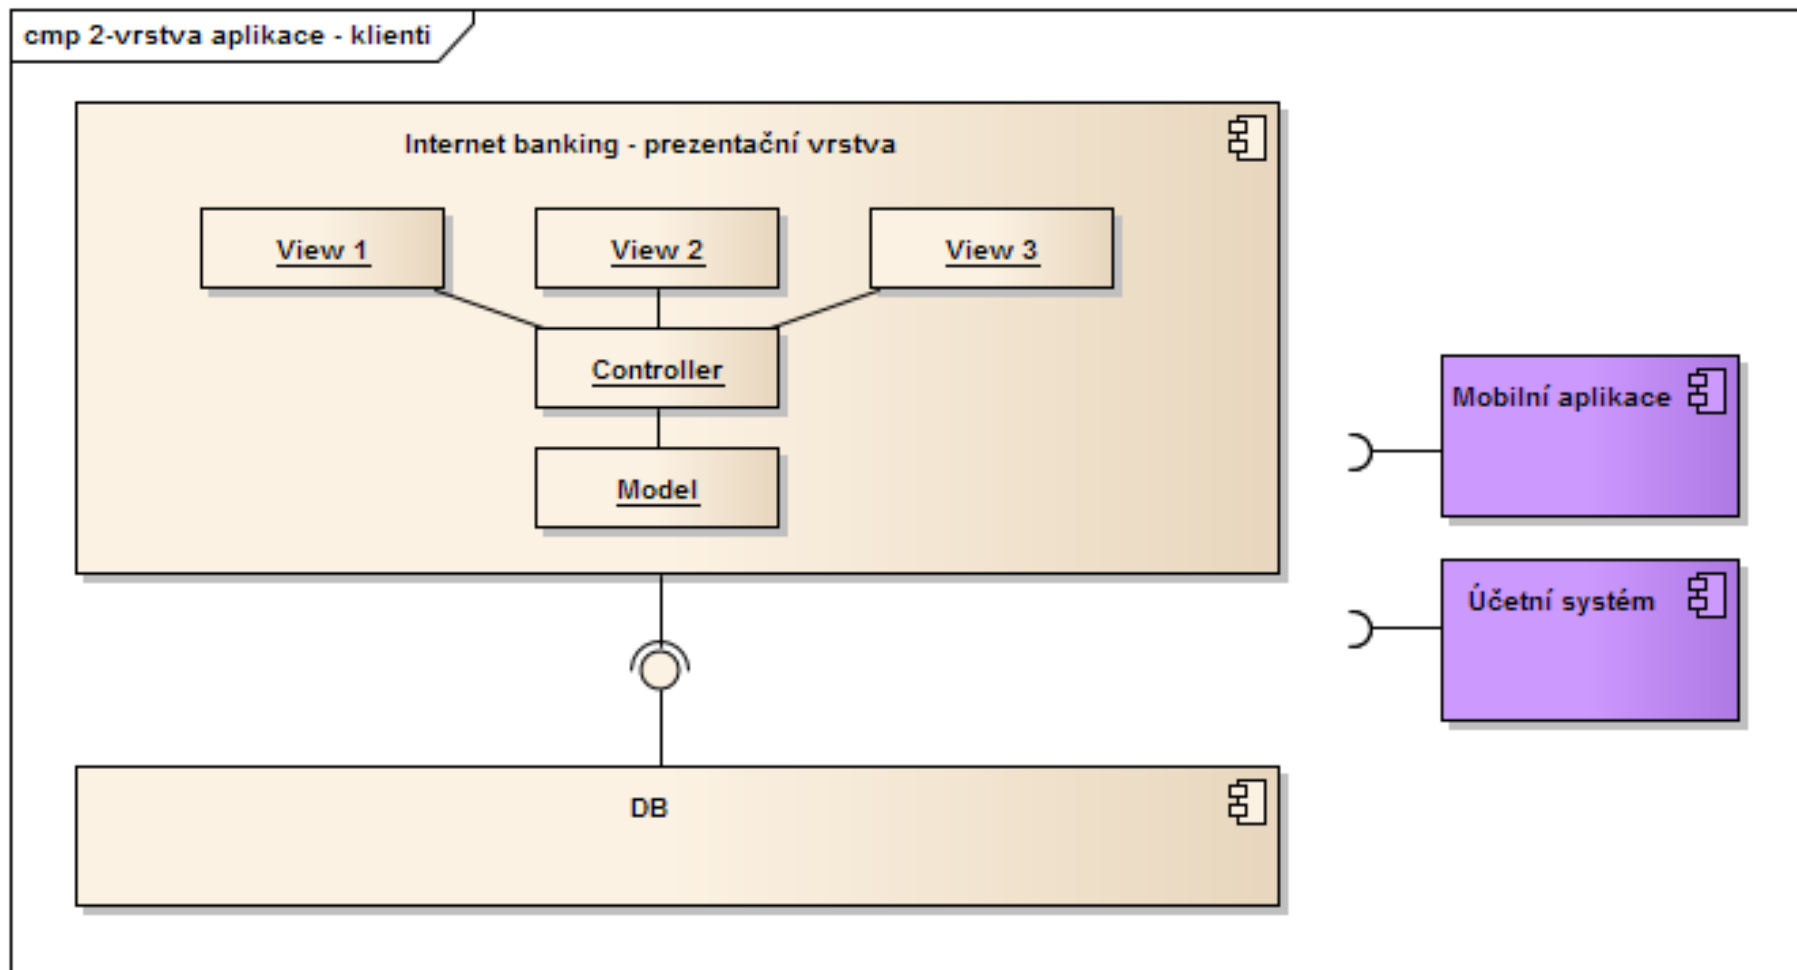 cmp 2-vrstva aplikace - klienti
Internet banking - prezentační vrstva
View 1
View 2
View 3
Controller
Model
Mobilní aplikace
Účetní systém
DB